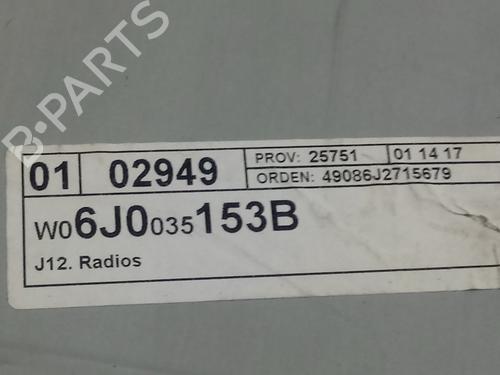 B-PARTS
01 02949 PROV: 25751 01 14 17
ORDEN: 49086J2715679
W06J0035153B
J12. Radios